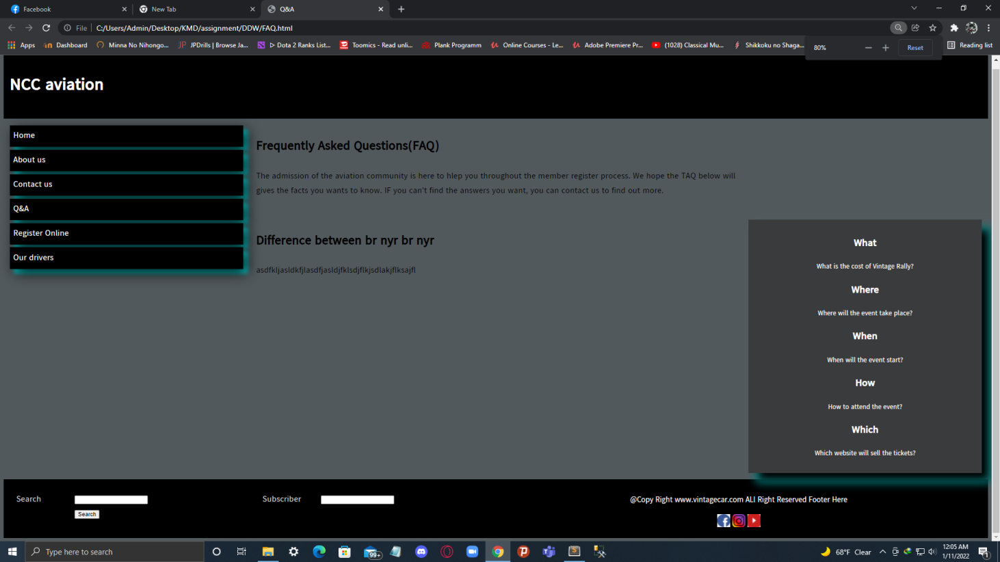 Facebook
New Tab
Q&A
File
C:/Users/Admin/Desktop/KMD/assignment/DDW/FAQ.html
Apps
Dashboard
Minna No Nihongo...
JPDrills | Browse Ja...
Dota 2 Ranks List...
Toomics - Read unli...
Plank Programm
Online Courses - Le...
Adobe Premiere Pr...
(1028) Classical Mu...
Shikkoku no Shaga...
80%
Reset
Reading list
NCC aviation
Home
About us
Contact us
Q&A
Register Online
Our drivers
Frequently Asked Questions(FAQ)
The admission of the aviation community is here to hlep you throughout the member register process. We hope the TAQ below will
gives the facts you wants to know. IF you can't find the answers you want, you can contact us to find out more.
Difference between br nyr br nyr
asdfkljasldkfjlasdfjasldjfklsdjflkjsdlakjflksajfl
What
What is the cost of Vintage Rally?
Where
Where will the event take place?
When
When will the event start?
How
How to attend the event?
Which
Which website will sell the tickets?
Search
Search
Subscriber
@Copy Right www.vintagecar.com ALl Right Reserved Footer Here
Type here to search
99+
68°F Clear
12:05 AM
1/11/2022
1